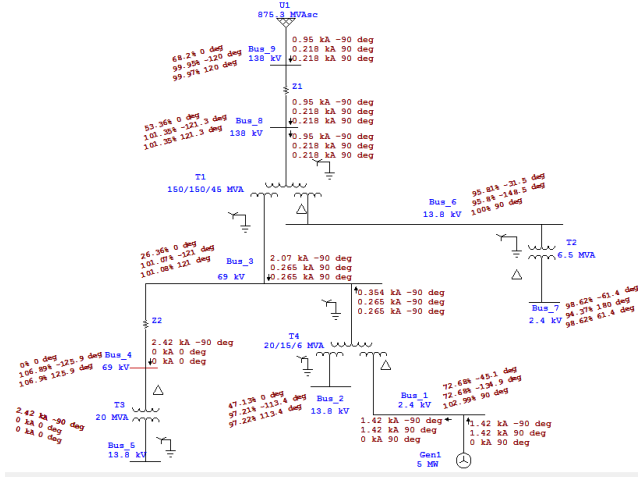 U1
875.3 MVAsc
0.95 kA -90 deg
0.218 kA 90 deg
0.218 kA 90 deg
68.2% 0 deg
99.95% -120 deg
99.97% 120 deg
Bus_9
138 kV
Z1
0.95 kA -90 deg
0.218 kA 90 deg
0.218 kA 90 deg
53.36% 0 deg
101.35% -121.3 deg
101.35% 121.3 deg
Bus_8
138 kV
0.95 kA -90 deg
0.218 kA 90 deg
0.218 kA 90 deg
T1
150/150/45 MVA
Bus_6
13.8 kV
95.81% -31.5 deg
95.8% -148.5 deg
100% 90 deg
T2
6.5 MVA
26.36% 0 deg
101.07% -121 deg
101.08% 121 deg
Bus_3
69 kV
2.07 kA -90 deg
0.265 kA 90 deg
0.265 kA 90 deg
0.354 kA -90 deg
0.265 kA 90 deg
0.265 kA 90 deg
Bus_7
2.4 kV
98.62% -61.4 deg
94.37% 180 deg
98.62% 61.4 deg
Z2
T4
20/15/6 MVA
2.42 kA -90 deg
0 kA 0 deg
0 kA 0 deg
0% 0 deg
106.89% -125.9 deg
106.9% 125.9 deg
Bus_4
69 kV
T3
20 MVA
2.42 kA -90 deg
0 kA 0 deg
0 kA 0 deg
Bus_5
13.8 kV
47.13% 0 deg
97.21% -113.4 deg
97.22% 113.4 deg
Bus_2
13.8 kV
Bus_1
2.4 kV
72.68% -45.1 deg
72.68% -134.9 deg
102.99% 90 deg
1.42 kA -90 deg
1.42 kA 90 deg
0 kA 90 deg
1.42 kA -90 deg
1.42 kA 90 deg
0 kA 90 deg
Gen1
5 MW